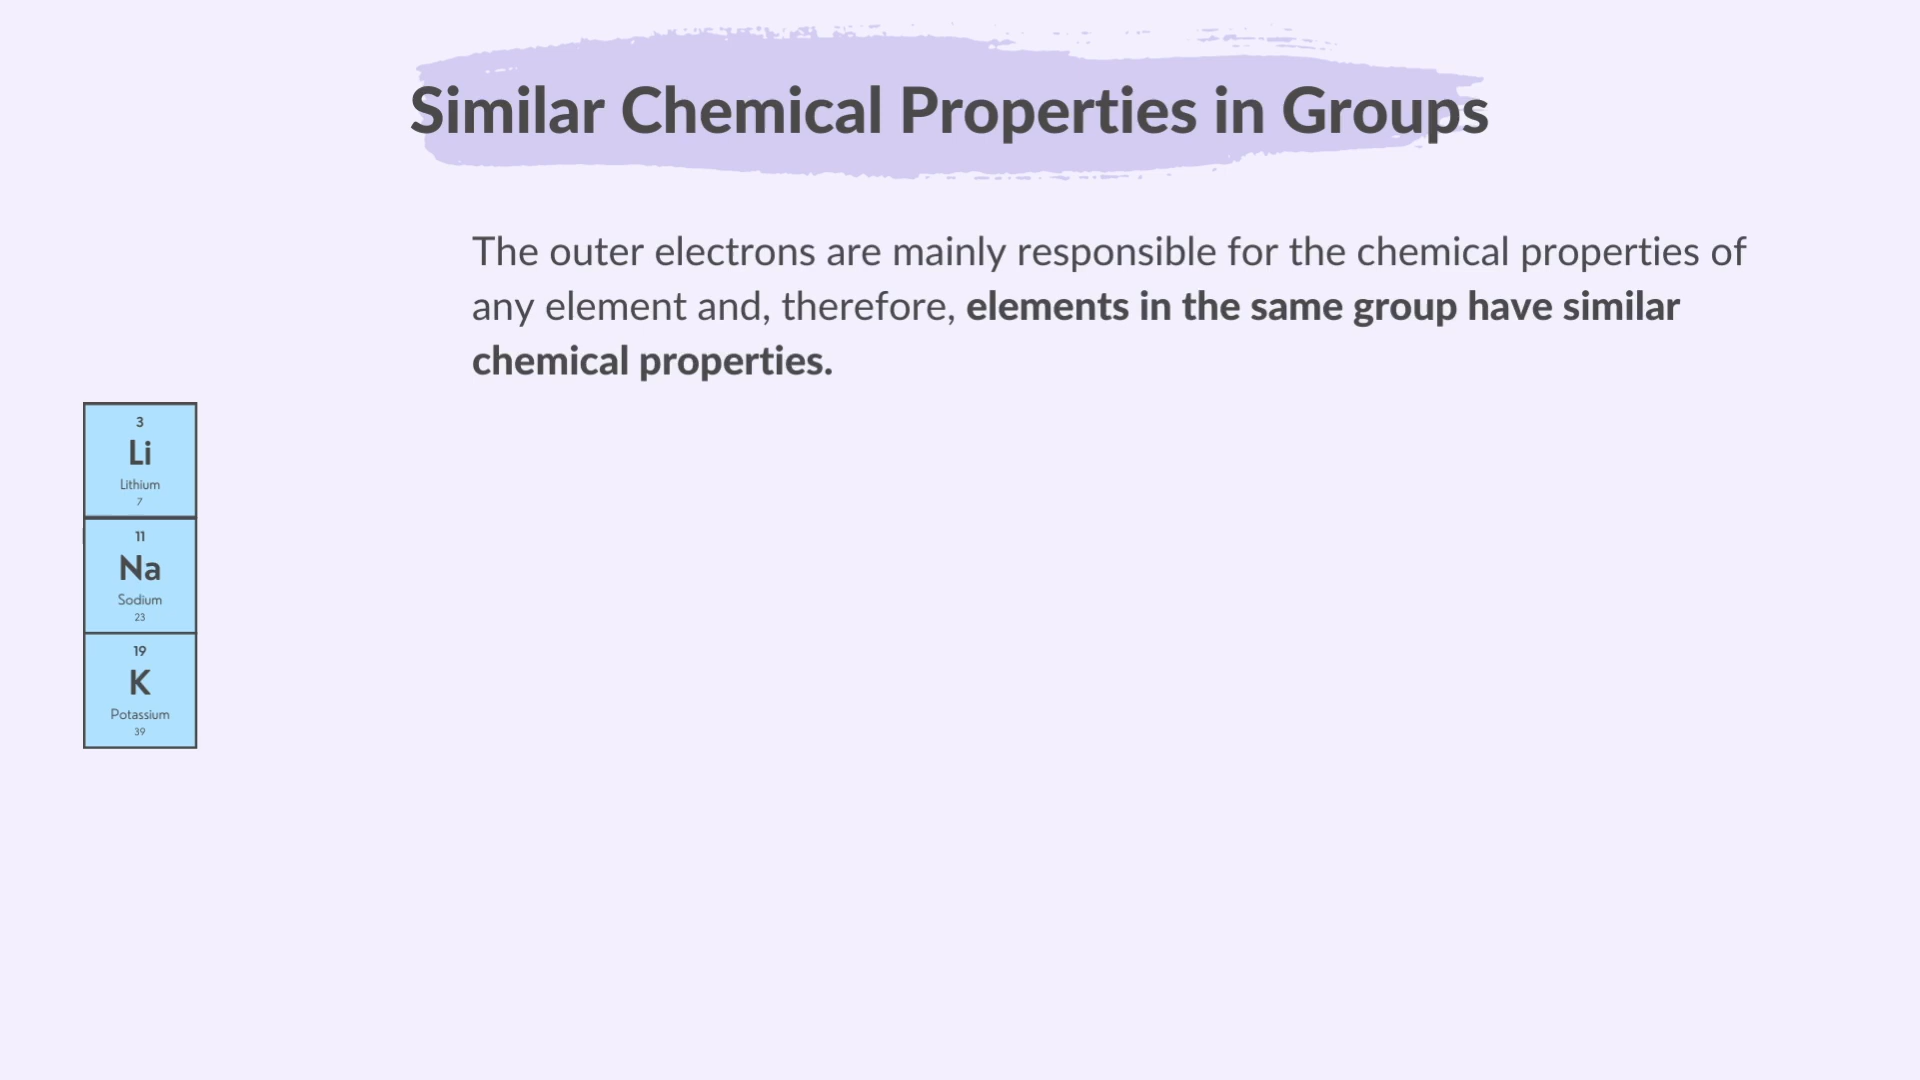 Similar Chemical Properties in Groups
The outer electrons are mainly responsible for the chemical properties of
any element and, therefore, elements in the same group have similar
chemical properties.
3
Li
Lithium
7
11
Na
Sodium
23
19
K
Potassium
39